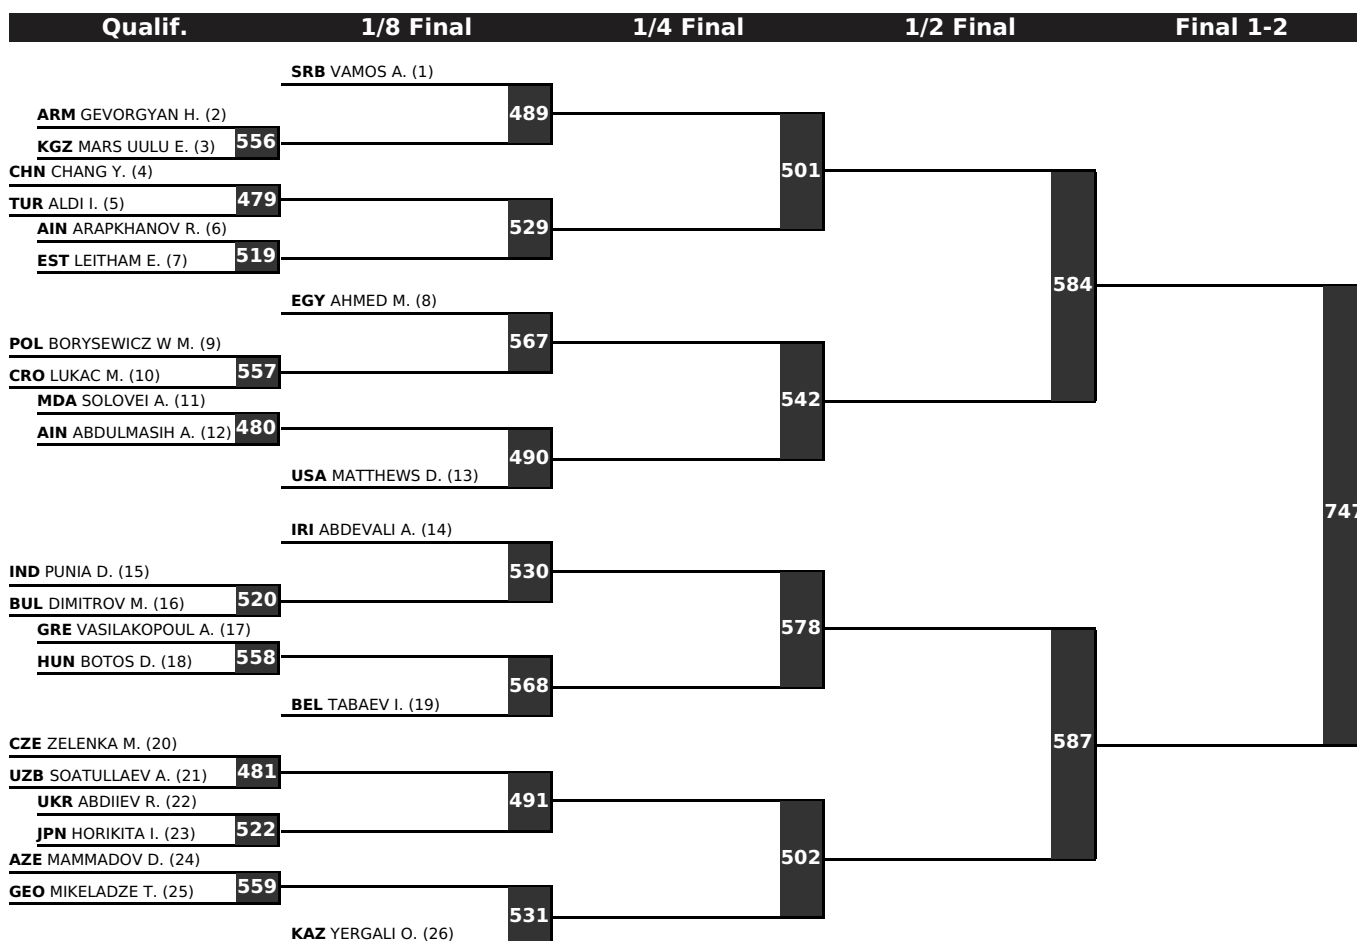 Qualif. 1/8 Final 1/4 Final 1/2 Final Final 1-2
SRB VAMOS A. (1)
489
ARM GEVORGYAN H. (2)
556
KGZ MARS UULU E. (3)
CHN CHANG Y. (4)
501
479
TUR ALDI I. (5)
AIN ARAPKHANOV R. (6)
529
519
EST LEITHAM E. (7)
584
EGY AHMED M. (8)
567
POL BORYSEWICZ W M. (9)
557
CRO LUKAC M. (10)
542
MDA SOLOVEI A. (11)
480
AIN ABDULMASIH A. (12)
490
USA MATTHEWS D. (13)
747
IRI ABDEVALI A. (14)
530
IND PUNIA D. (15)
520
BUL DIMITROV M. (16)
578
GRE VASILAKOPOUL A. (17)
558
HUN BOTOS D. (18)
568
BEL TABAEV I. (19)
587
CZE ZELENKA M. (20)
481
UZB SOATULLAEV A. (21)
491
UKR ABDIIEV R. (22)
522
JPN HORIKITA I. (23)
502
AZE MAMMADOV D. (24)
559
GEO MIKELADZE T. (25)
531
KAZ YERGALI O. (26)